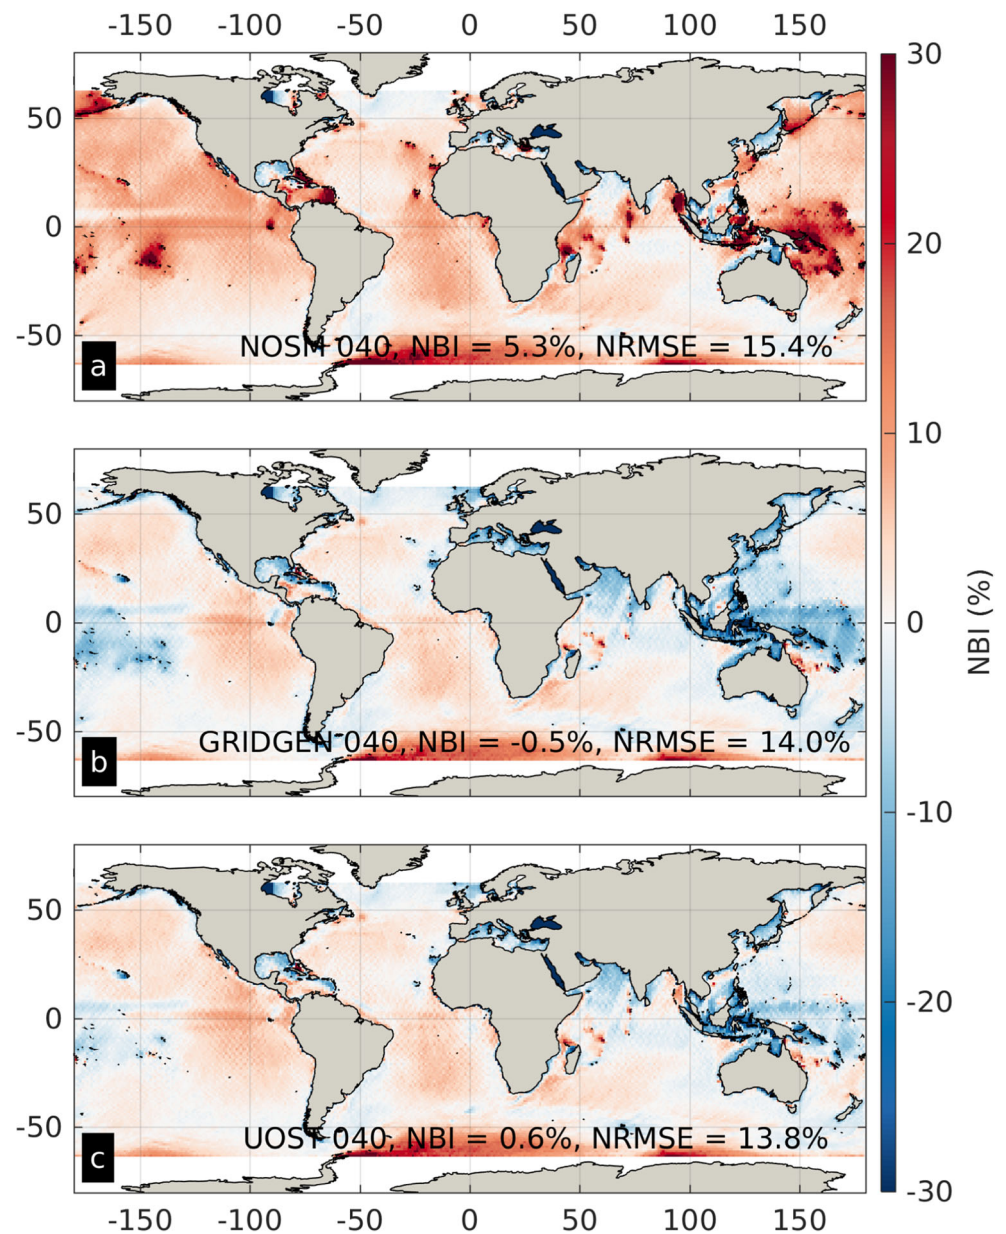 -150 -100 -50 0 50 100 150
50
0
-50
a
NOSM 040, NBI = 5.3%, NRMSE = 15.4%
50
0
-50
b
GRIDGEN 040, NBI = -0.5%, NRMSE = 14.0%
50
0
-50
c
UOST 040, NBI = 0.6%, NRMSE = 13.8%
-150 -100 -50 0 50 100 150
30
20
10
0
-10
-20
-30
NBI (%)